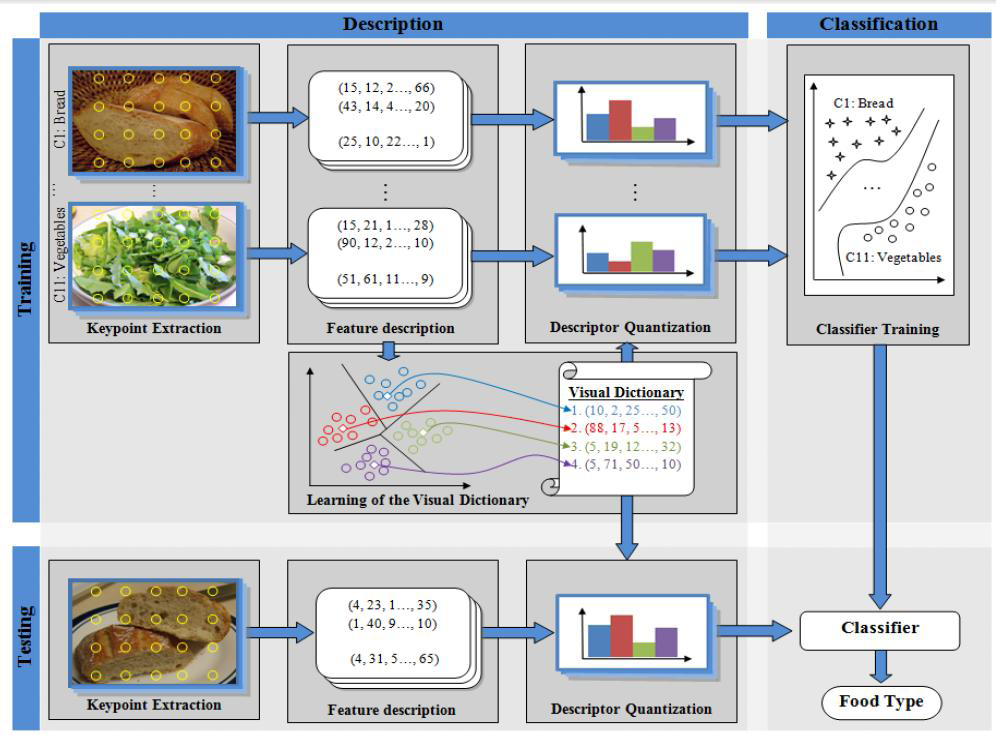 Description
Classification
Training
C1: Bread
...
C11: Vegetables
Keypoint Extraction
(15, 12, 2..., 66)
(43, 14, 4..., 20)
(25, 10, 22..., 1)
...
(15, 21, 1..., 28)
(90, 12, 2..., 10)
(51, 61, 11..., 9)
Feature description
...
Descriptor Quantization
C1: Bread
...
C11: Vegetables
Classifier Training
Learning of the Visual Dictionary
Visual Dictionary
1. (10, 2, 25..., 50)
2. (88, 17, 5..., 13)
3. (5, 19, 12..., 32)
4. (5, 71, 50..., 10)
Testing
Keypoint Extraction
(4, 23, 1..., 35)
(1, 40, 9..., 10)
(4, 31, 5..., 65)
Feature description
Descriptor Quantization
Classifier
Food Type